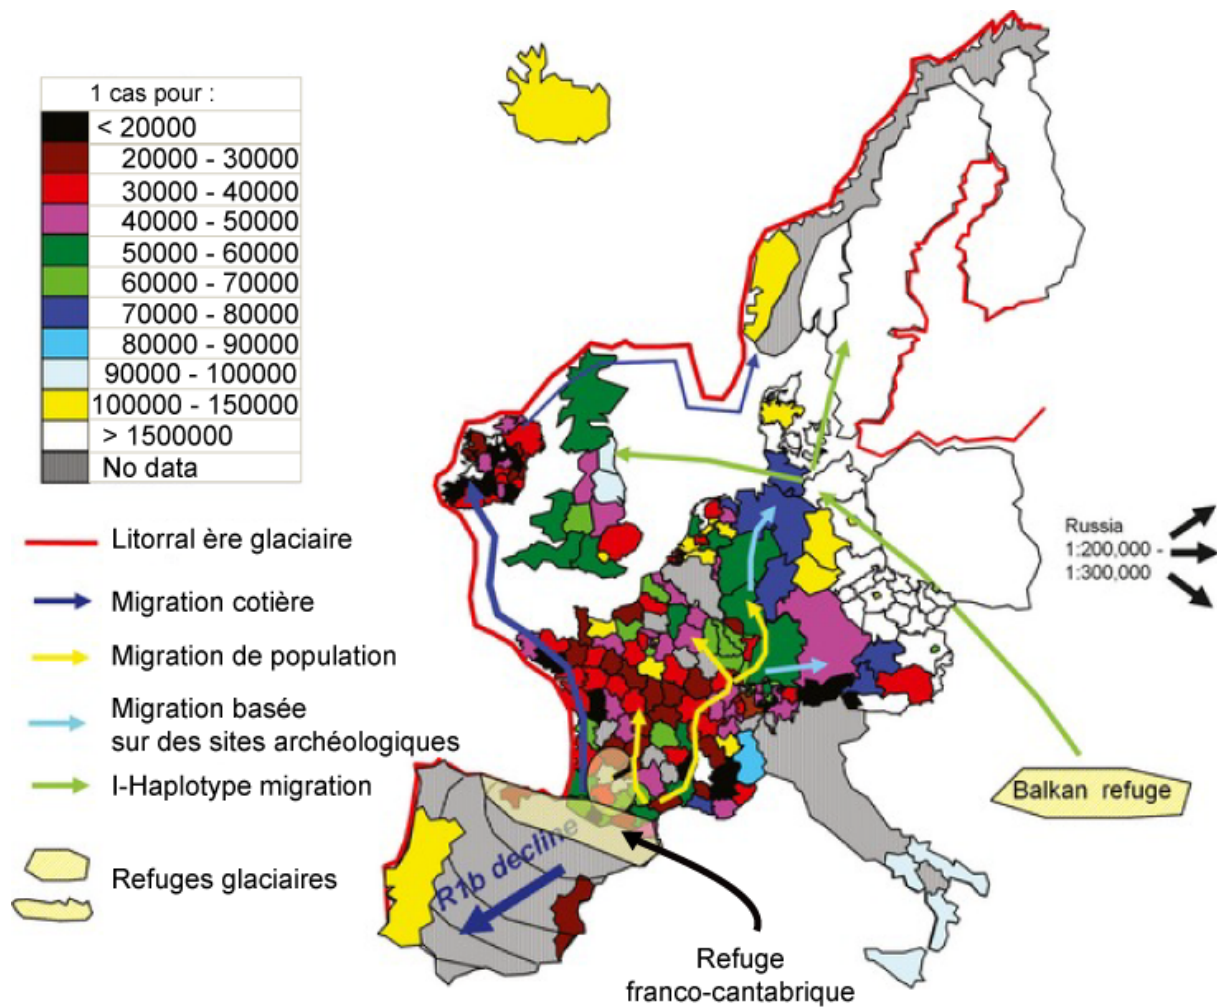 1 cas pour :
< 20000
20000 - 30000
30000 - 40000
40000 - 50000
50000 - 60000
60000 - 70000
70000 - 80000
80000 - 90000
90000 - 100000
100000 - 150000
> 1500000
No data
Litorral ère glaciaire
Migration cotière
Migration de population
Migration basée
sur des sites archéologiques
I-Haplotype migration
Refuges glaciaires
Russia
1:200,000 -
1:300,000
Balkan refuge
R1b decline
Refuge
franco-cantabrique